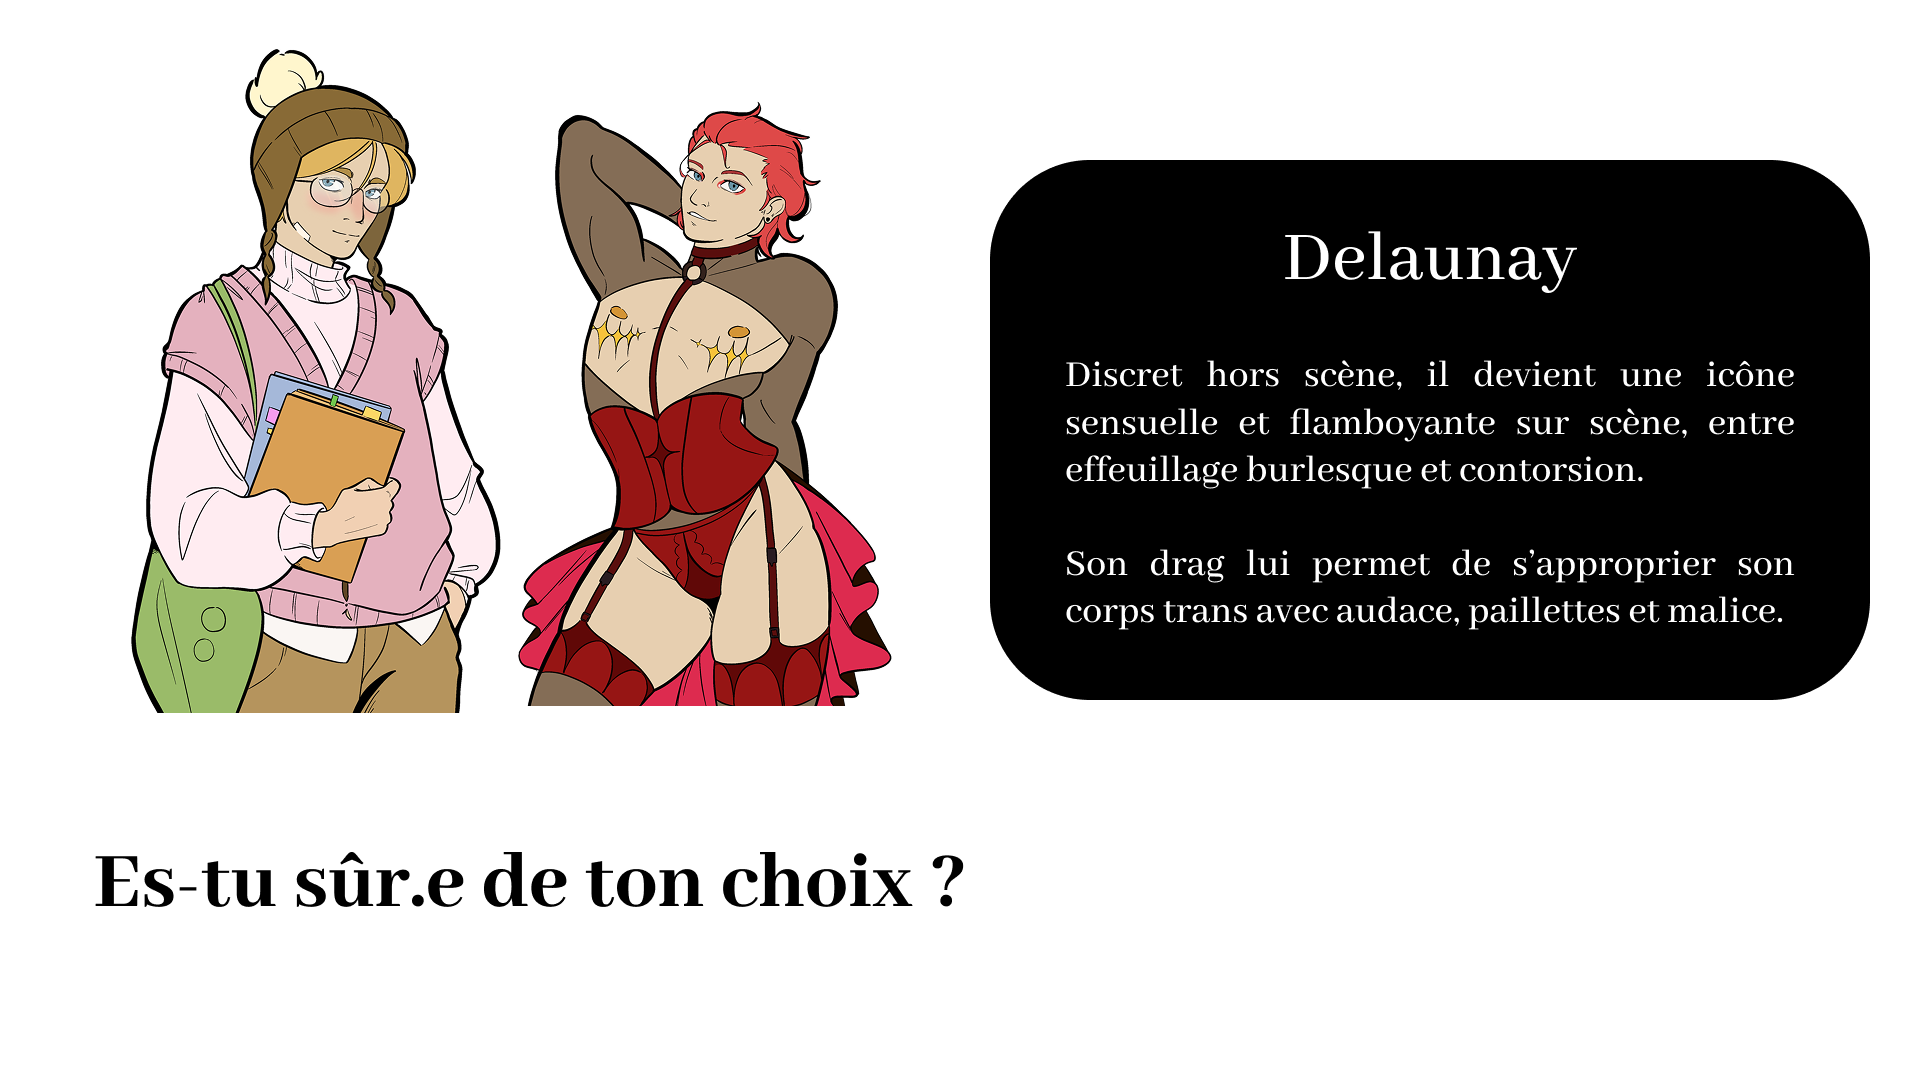 Delaunay
Discret hors scène, il devient une icône
sensuelle et flamboyante sur scène, entre
effeuillage burlesque et contorsion.
Son drag lui permet de s’approprier son
corps trans avec audace, paillettes et malice.
Es-tu sûr.e de ton choix ?